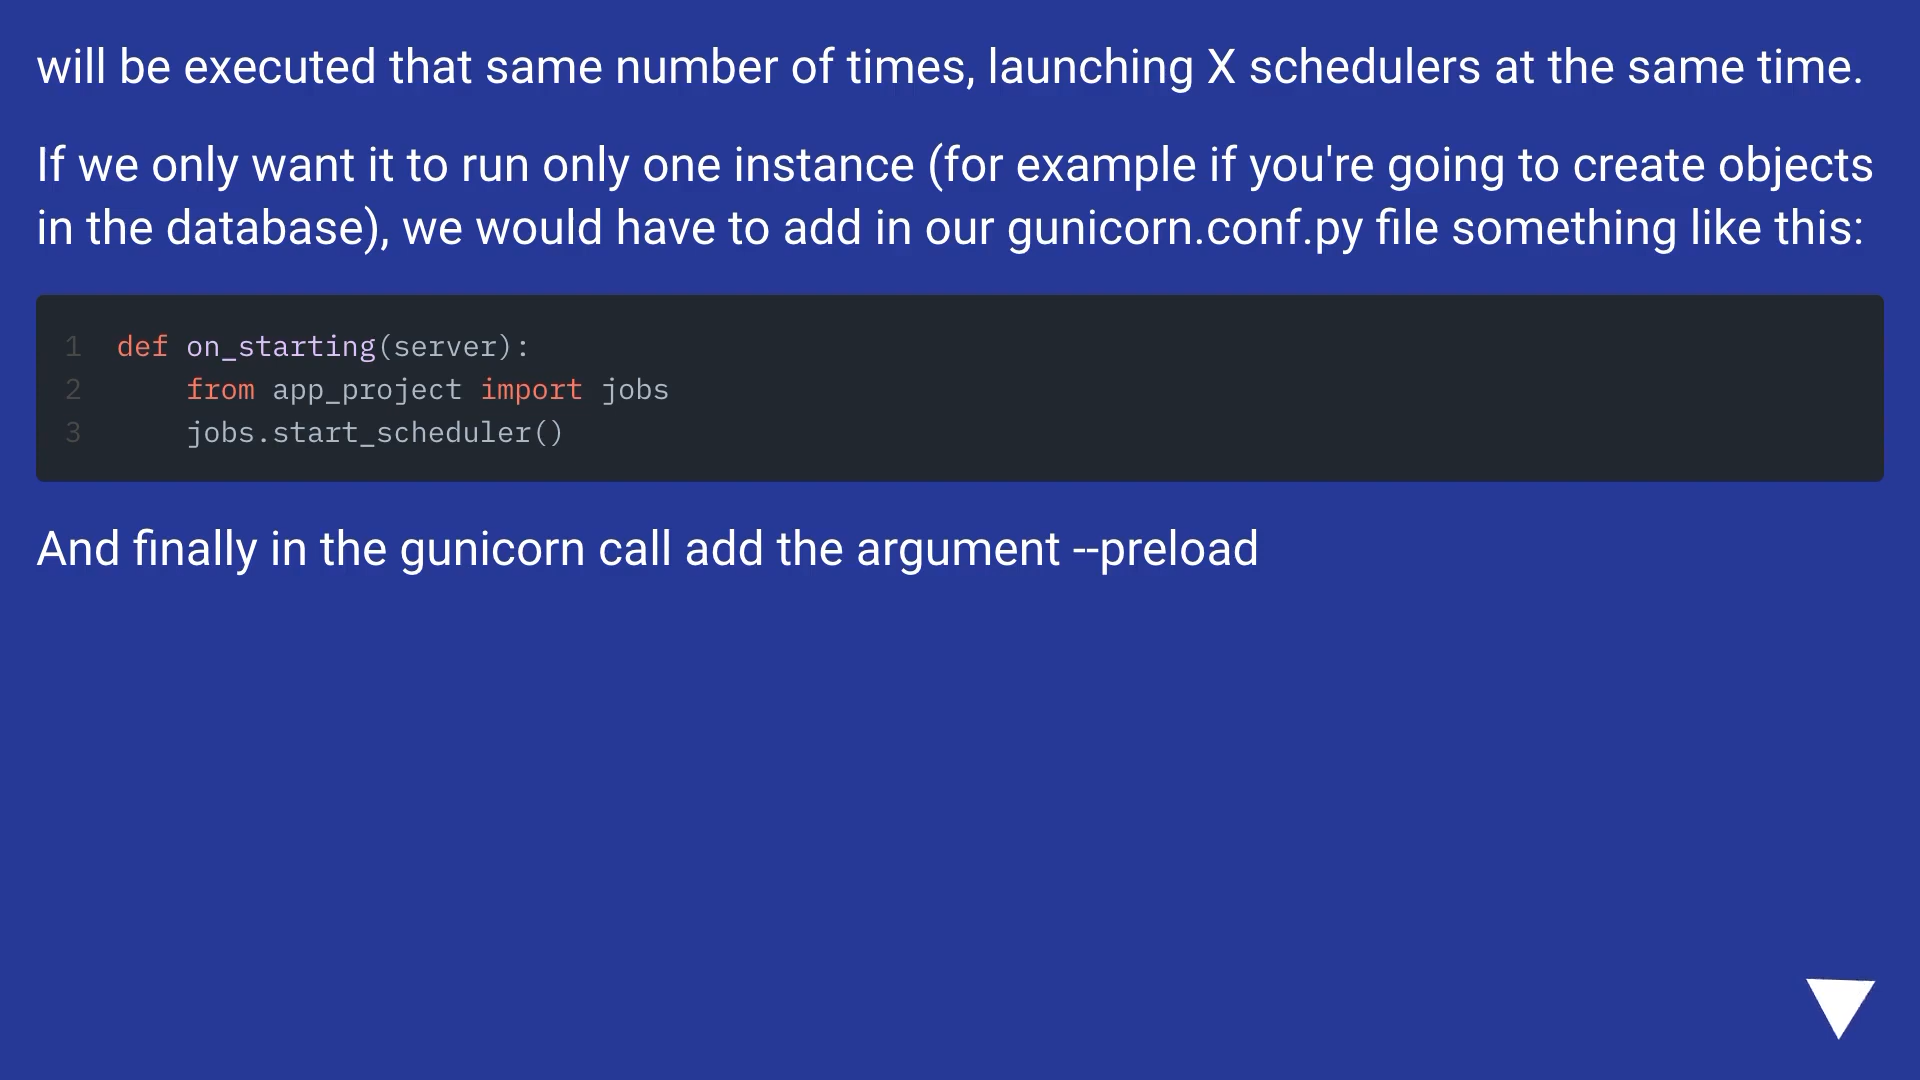 will be executed that same number of times, launching X schedulers at the same time.
If we only want it to run only one instance (for example if you're going to create objects
in the database), we would have to add in our gunicorn.conf.py file something like this:
1 def on_starting(server):
2     from app_project import jobs
3     jobs.start_scheduler()
And finally in the gunicorn call add the argument --preload